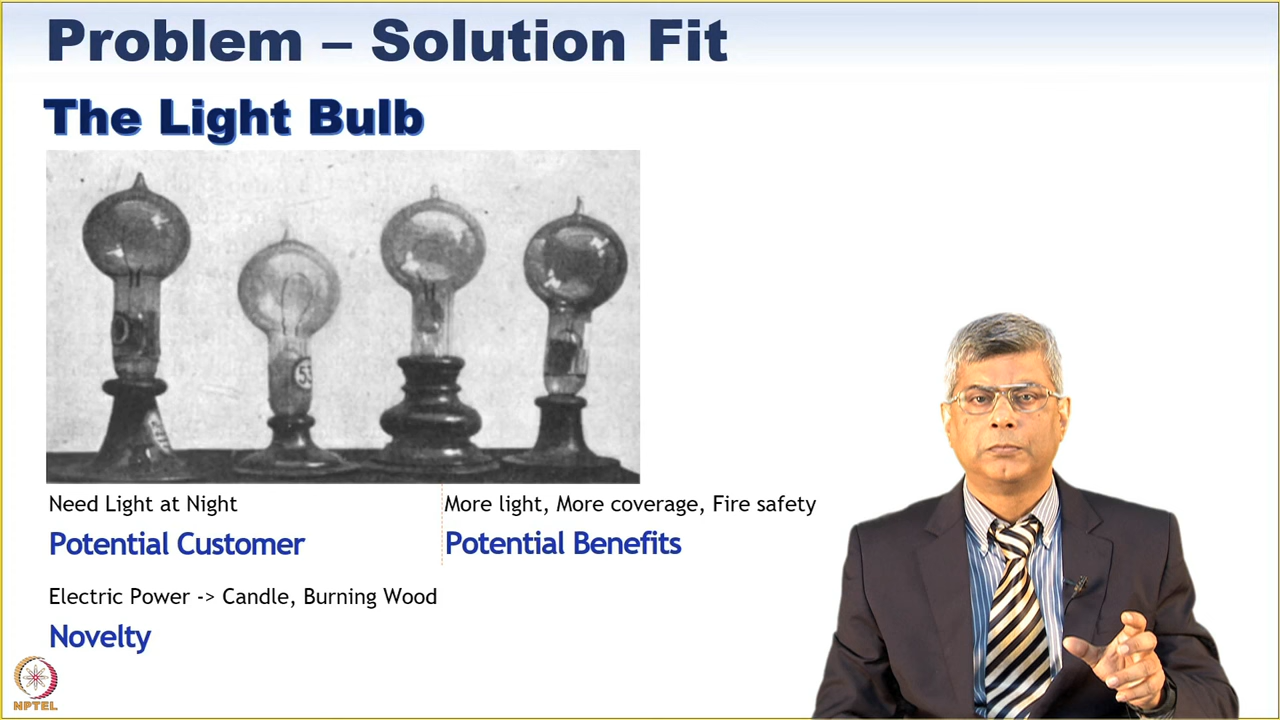 Problem – Solution Fit
The Light Bulb
53
Need Light at Night
Potential Customer
More light, More coverage, Fire safety
Potential Benefits
Electric Power -> Candle, Burning Wood
Novelty
NPTEL